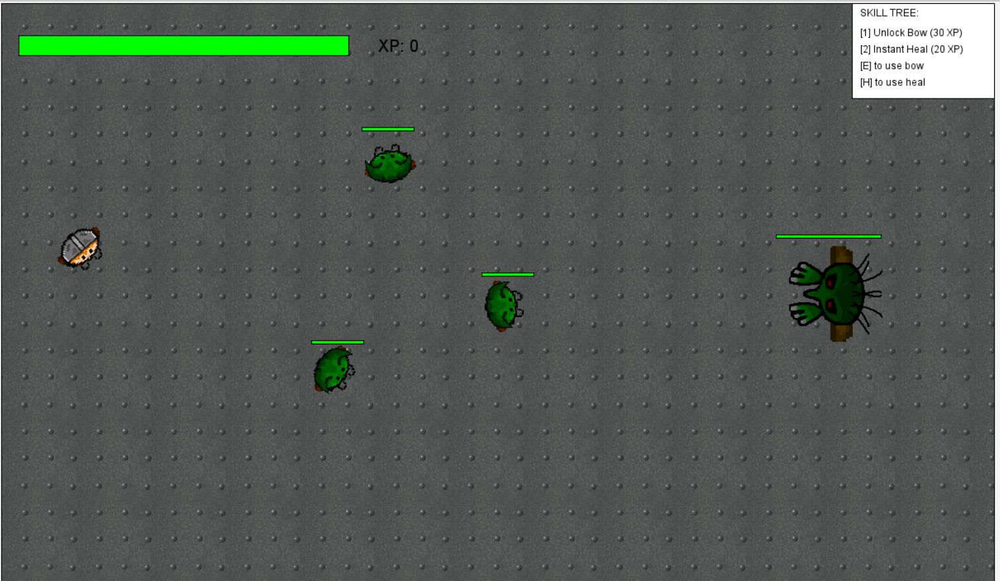 XP: 0
SKILL TREE:
[1] Unlock Bow (30 XP)
[2] Instant Heal (20 XP)
[E] to use bow
[H] to use heal